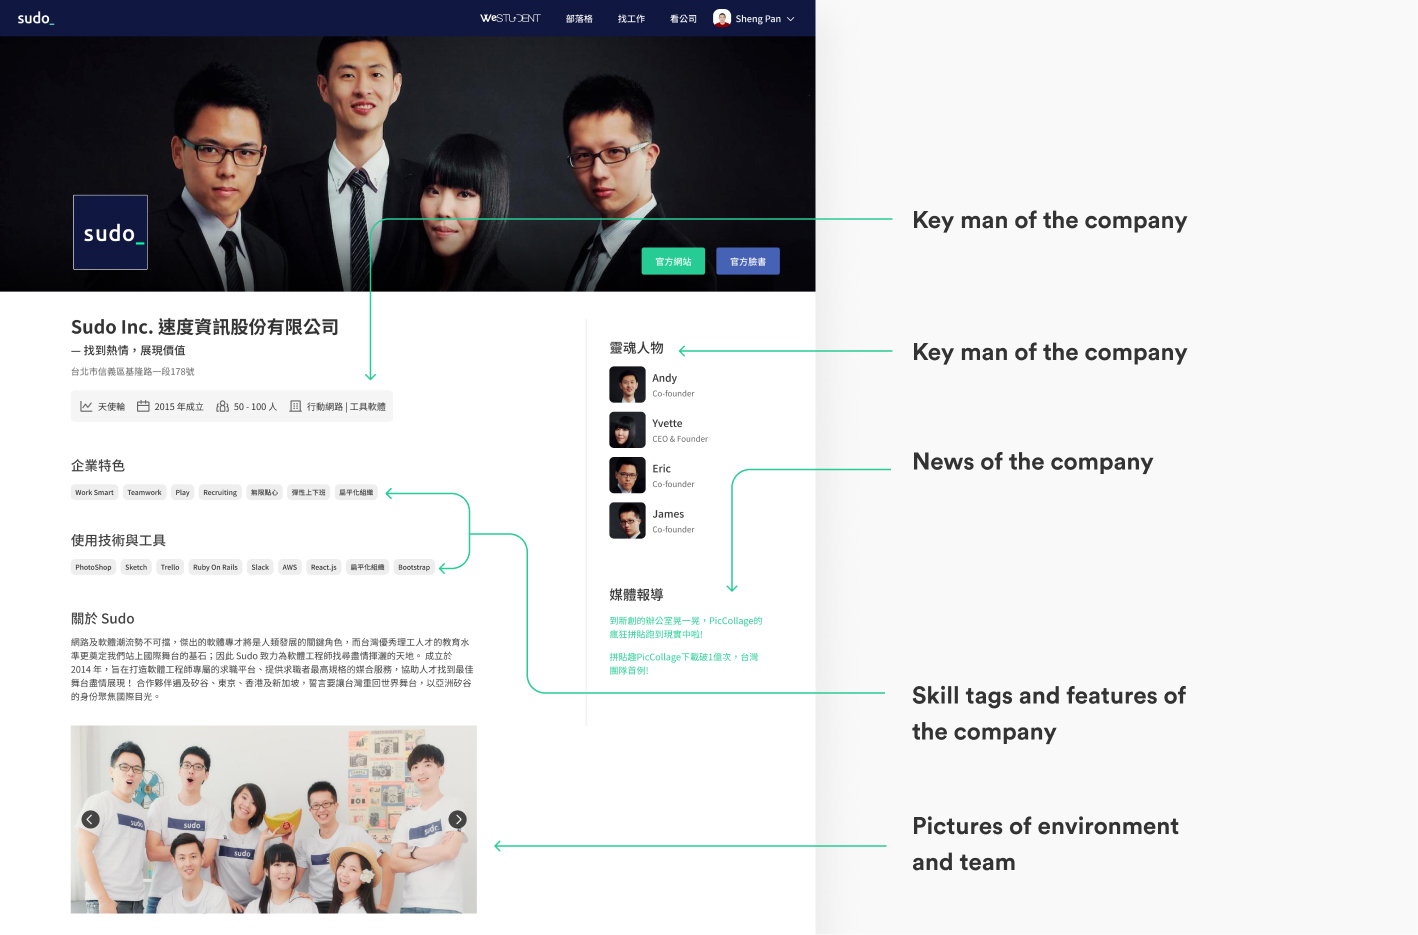 sudo_
WeSTUDENT
部落格
找工作
看公司
Sheng Pan
sudo_
官方網站
官方臉書
Key man of the company
Sudo Inc. 速度資訊股份有限公司
— 找到熱情，展現價值
台北市信義區基隆路一段178號
天使輪
2015 年成立
50 - 100 人
行動網路 | 工具軟體
企業特色
Work Smart
Teamwork
Play
Recruiting
無限點心
彈性上下班
扁平化組織
使用技術與工具
PhotoShop
Sketch
Trello
Ruby On Rails
Slack
AWS
React.js
扁平化組織
Bootstrap
關於 Sudo
網路及軟體潮流勢不可擋，傑出的軟體專才將是人類發展的關鍵角色，而台灣優秀理工人才的教育水
準更奠定我們站上國際舞台的基石；因此 Sudo 致力為軟體工程師找尋盡情揮灑的天地。 成立於
2014 年，旨在打造軟體工程師專屬的求職平台、提供求職者最高規格的媒合服務，協助人才找到最佳
舞台盡情展現！ 合作夥伴遍及矽谷、東京、香港及新加坡，誓言要讓台灣重回世界舞台，以亞洲矽谷
的身份聚焦國際目光。
靈魂人物
Key man of the company
Andy
Co-founder
Yvette
CEO & Founder
Eric
Co-founder
James
Co-founder
News of the company
媒體報導
到新創的辦公室晃一晃，PicCollage的
瘋狂拼貼跑到現實中啦!
拼貼趣PicCollage下載破1億次，台灣
團隊首例!
Skill tags and features of
the company
sudo
sudo
sudo
sudo
Pictures of environment
and team